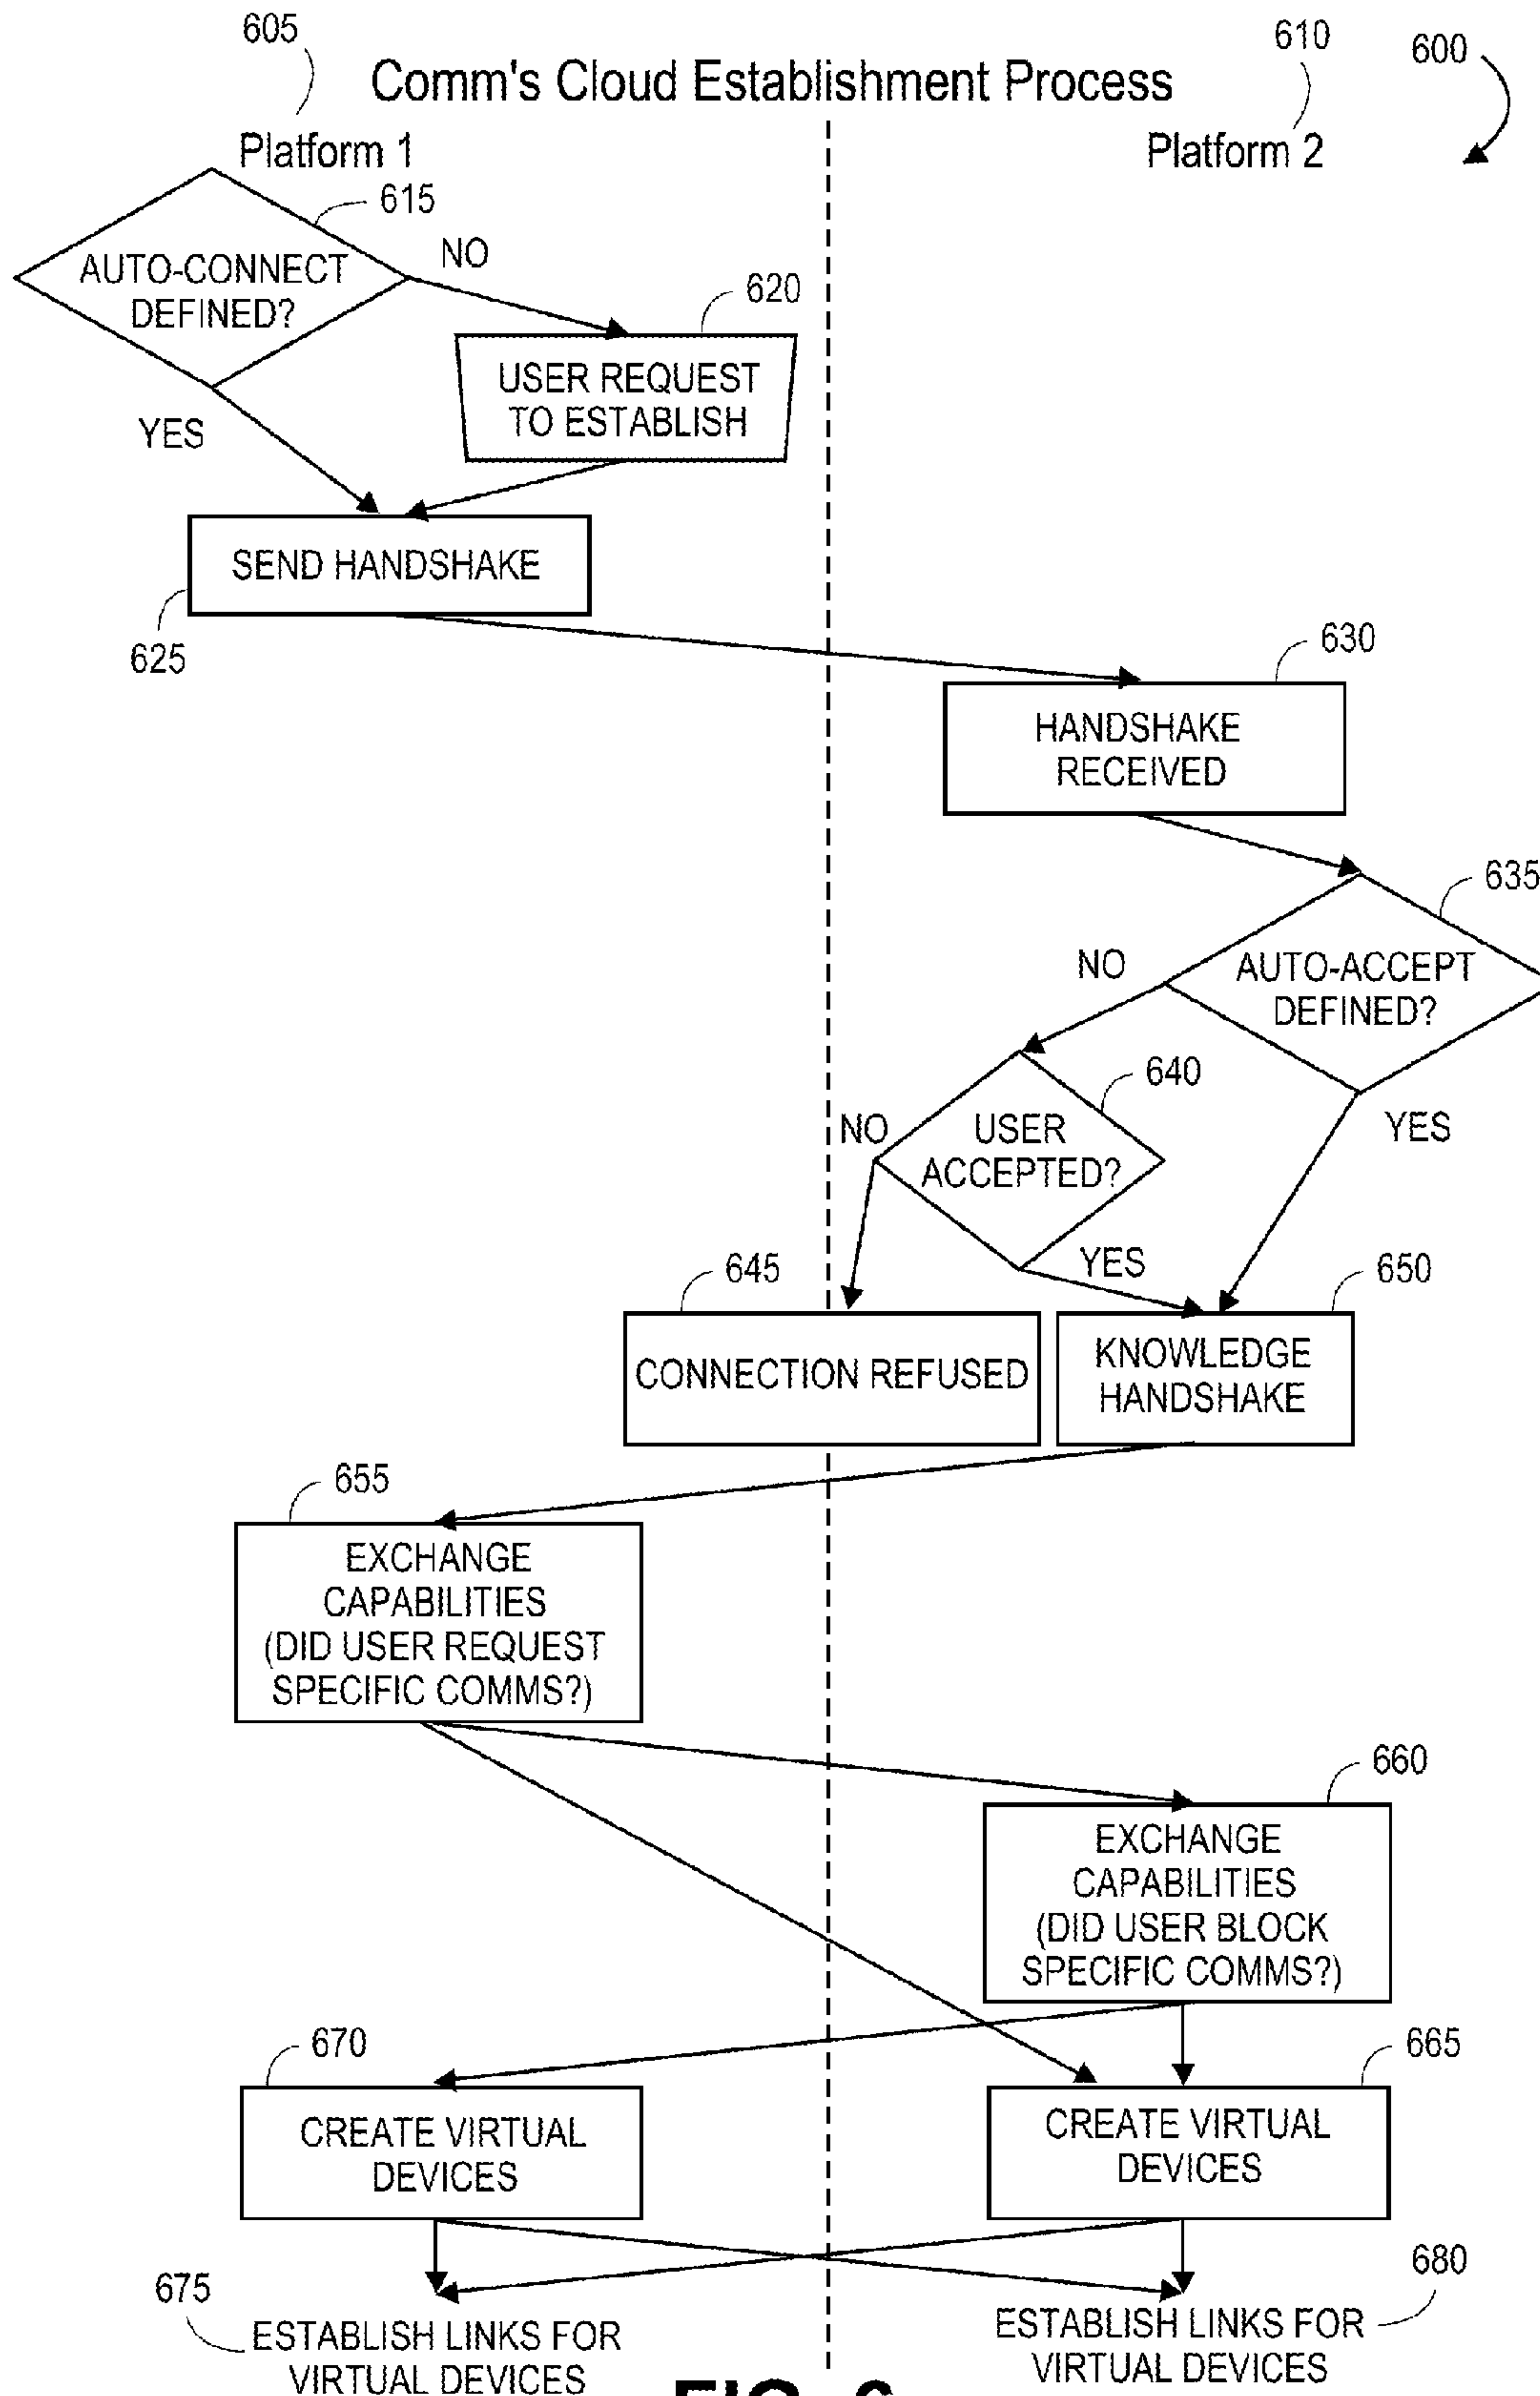 605
610
600
Comm's Cloud Establishment Process
Platform 1
Platform 2
615
AUTO-CONNECT
DEFINED?
NO
620
USER REQUEST
TO ESTABLISH
YES
SEND HANDSHAKE
625
630
HANDSHAKE
RECEIVED
635
AUTO-ACCEPT
DEFINED?
NO
640
USER
ACCEPTED?
NO
YES
YES
645
650
CONNECTION REFUSED
KNOWLEDGE
HANDSHAKE
655
EXCHANGE
CAPABILITIES
(DID USER REQUEST
SPECIFIC COMMS?)
660
EXCHANGE
CAPABILITIES
(DID USER BLOCK
SPECIFIC COMMS?)
670
665
CREATE VIRTUAL
DEVICES
CREATE VIRTUAL
DEVICES
675
680
ESTABLISH LINKS FOR
VIRTUAL DEVICES
ESTABLISH LINKS FOR
VIRTUAL DEVICES
FIG. 6